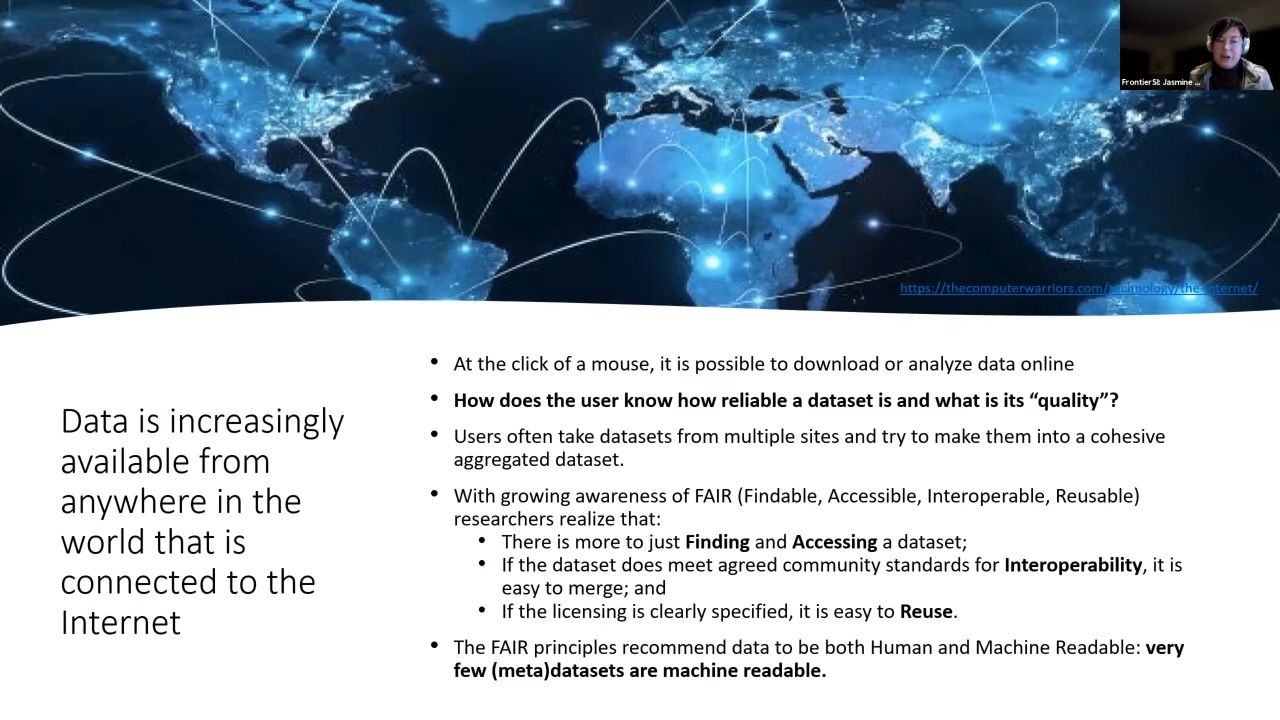 FrontierSI: Jasmine ...
https://thecomputerwarriors.com/technology/the-internet/
Data is increasingly
available from
anywhere in the
world that is
connected to the
Internet
• At the click of a mouse, it is possible to download or analyze data online
• How does the user know how reliable a dataset is and what is its “quality”?
• Users often take datasets from multiple sites and try to make them into a cohesive
aggregated dataset.
• With growing awareness of FAIR (Findable, Accessible, Interoperable, Reusable)
researchers realize that:
• There is more to just Finding and Accessing a dataset;
• If the dataset does meet agreed community standards for Interoperability, it is
easy to merge; and
• If the licensing is clearly specified, it is easy to Reuse.
• The FAIR principles recommend data to be both Human and Machine Readable: very
few (meta)datasets are machine readable.